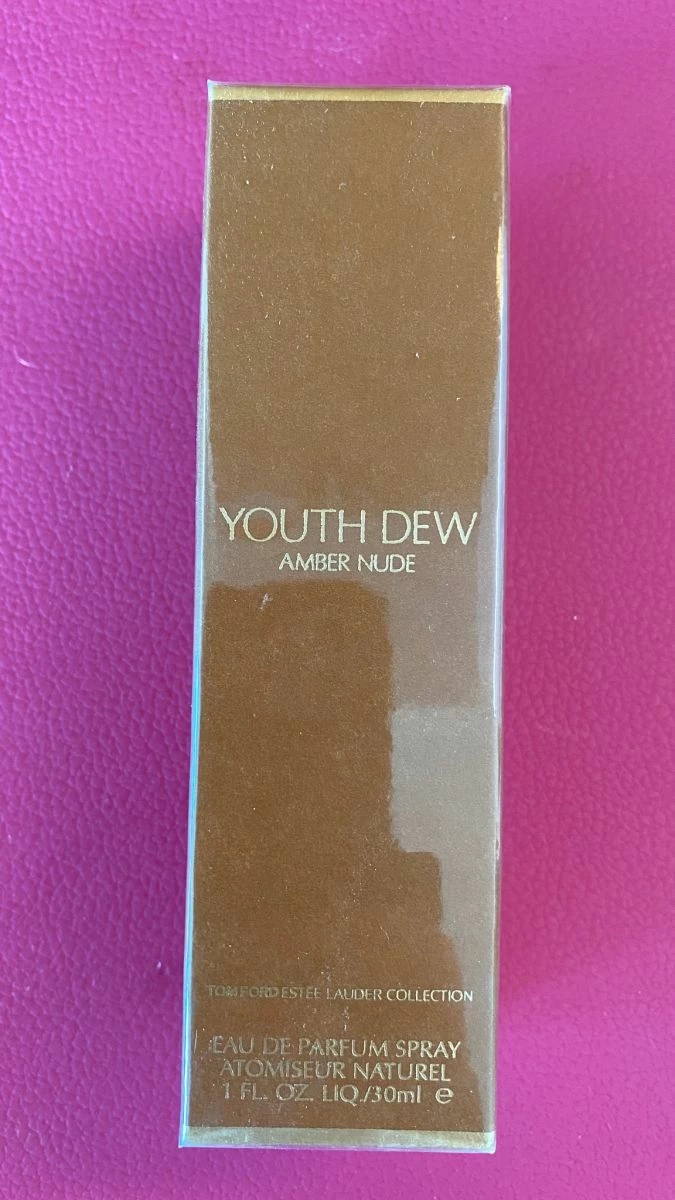 YOUTH DEW
AMBER NUDE
TOM FORD ESTĒE LAUDER COLLECTION
EAU DE PARFUM SPRAY
ATOMISEUR NATUREL
1 FL. OZ. LIQ./30ml e